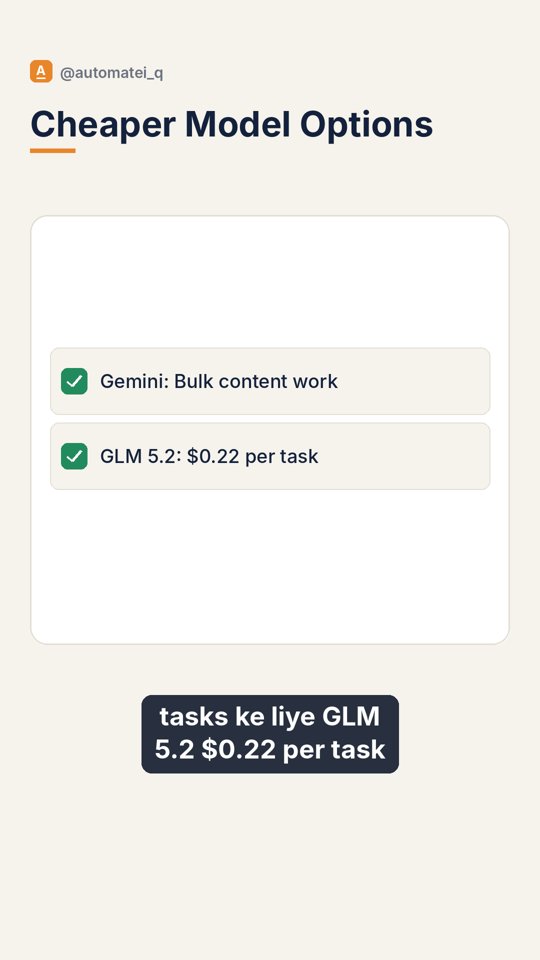 A
@automatei_q
Cheaper Model Options
Gemini: Bulk content work
GLM 5.2: $0.22 per task
tasks ke liye GLM
5.2 $0.22 per task